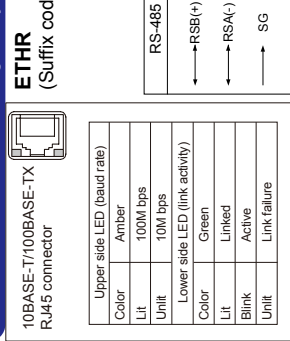 10BASE-T/100BASE-TX
RJ45 connector
Upper side LED (baud rate)
Color Amber
Lit 100M bps
Unlit 10M bps
Lower side LED (link activity)
Color Green
Lit Linked
Blink Active
Unlit Link failure
ETHR
(Suffix cod
RS-485
RSB(+)
RSA(-)
SG